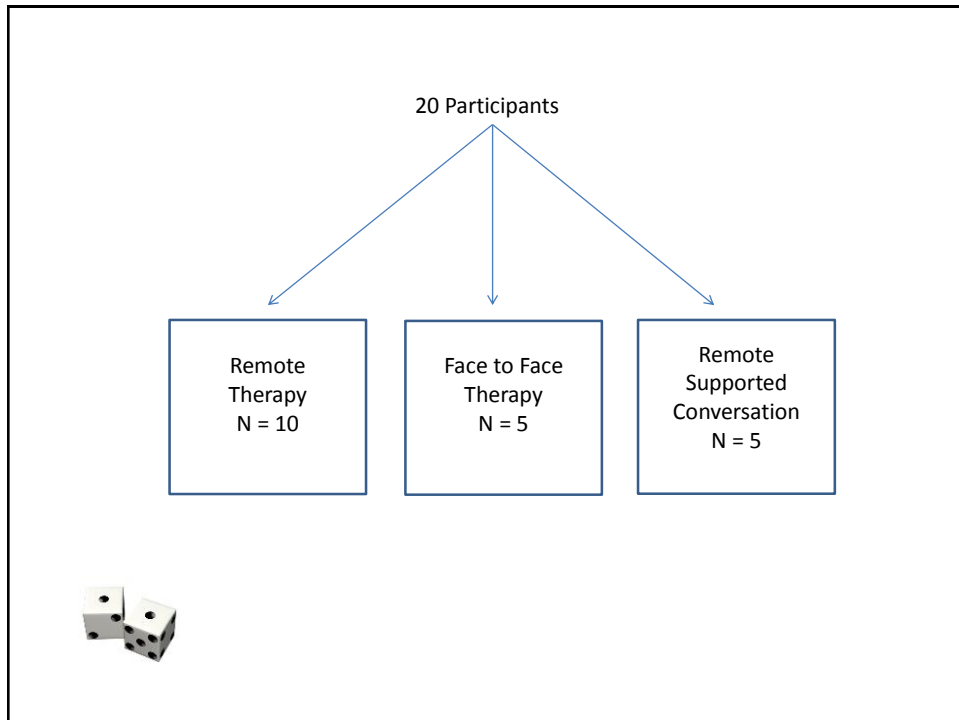 20 Participants
Remote
Therapy
N = 10
Face to Face
Therapy
N = 5
Remote
Supported
Conversation
N = 5